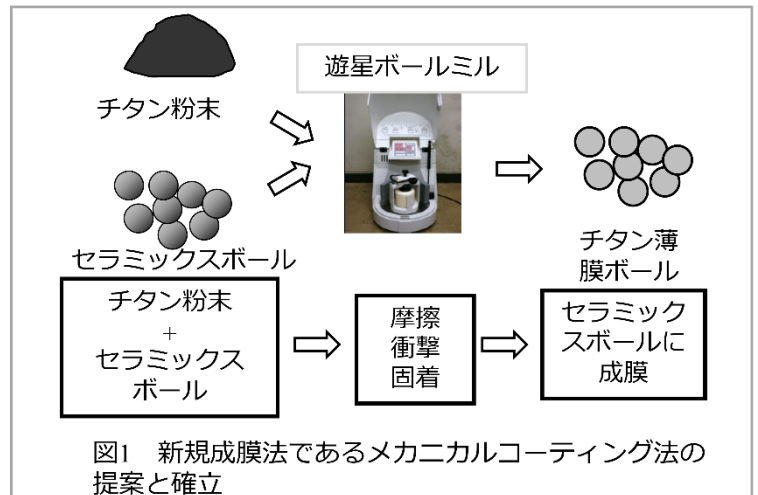 チタン粉末
遊星ボールミル
セラミックスボール
チタン薄
膜ボール
チタン粉末
+
セラミックス
ボール
摩擦
衝撃
固着
セラミック
スボールに
成膜
図1 新規成膜法であるメカニカルコーティング法の
提案と確立